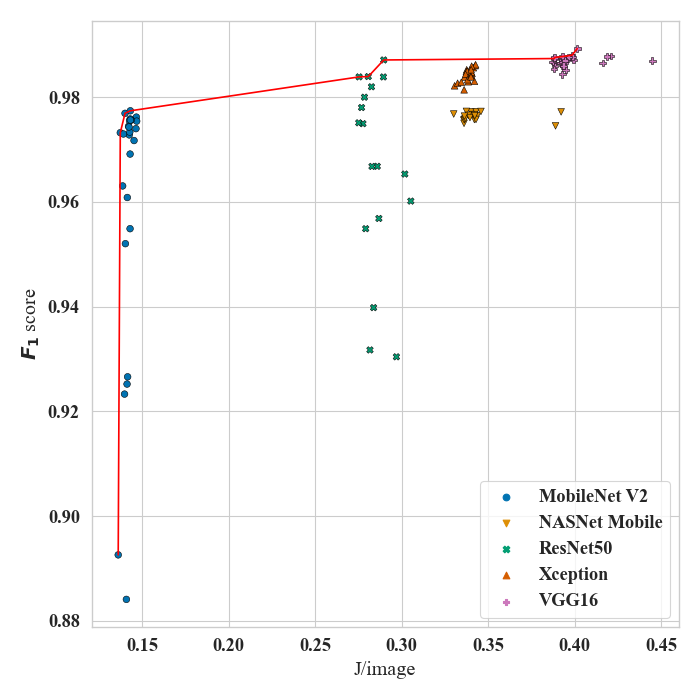 0.98
0.96
0.94
0.92
0.90
0.88
F1 score
0.15
0.20
0.25
0.30
0.35
0.40
0.45
J/image
MobileNet V2
NASNet Mobile
ResNet50
Xception
VGG16